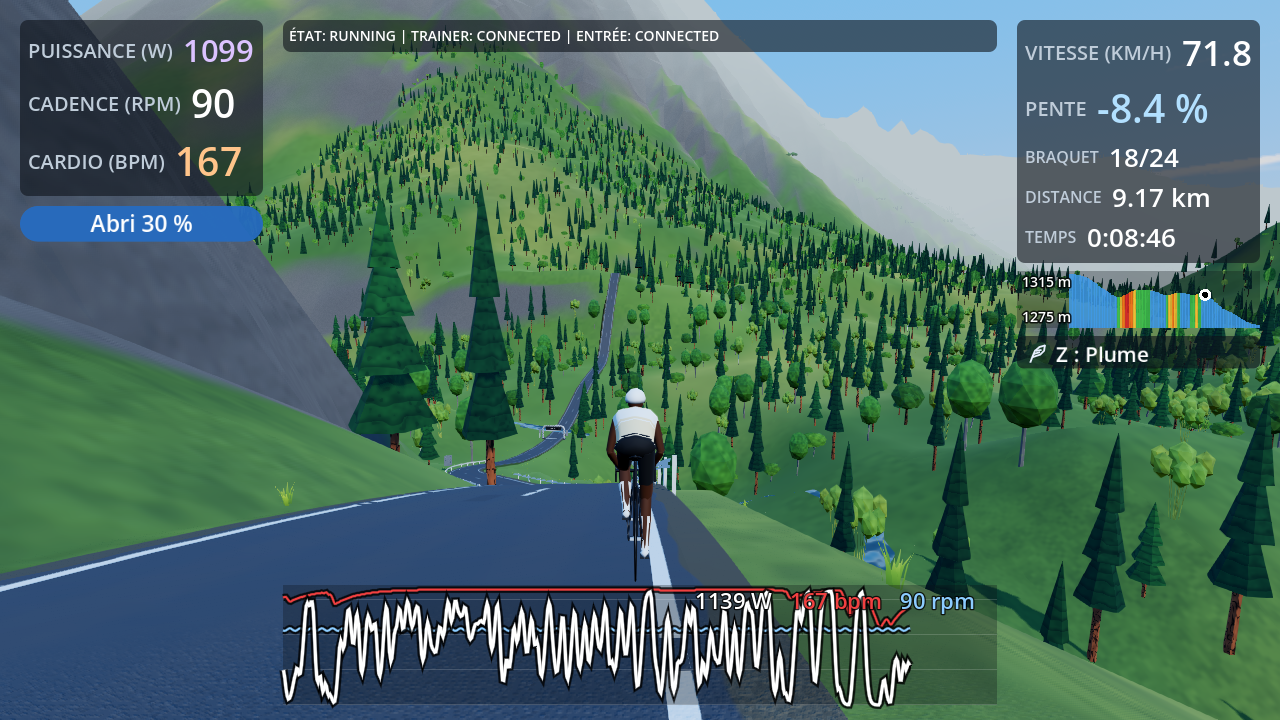 PUISSANCE (W) 1099
CADENCE (RPM) 90
CARDIO (BPM) 167
Abri 30 %
ÉTAT: RUNNING | TRAINER: CONNECTED | ENTRÉE: CONNECTED
VITESSE (KM/H) 71.8
PENTE -8.4 %
BRAQUET 18/24
DISTANCE 9.17 km
TEMPS 0:08:46
1315 m
1275 m
Z : Plume
1139 W 167 bpm 90 rpm